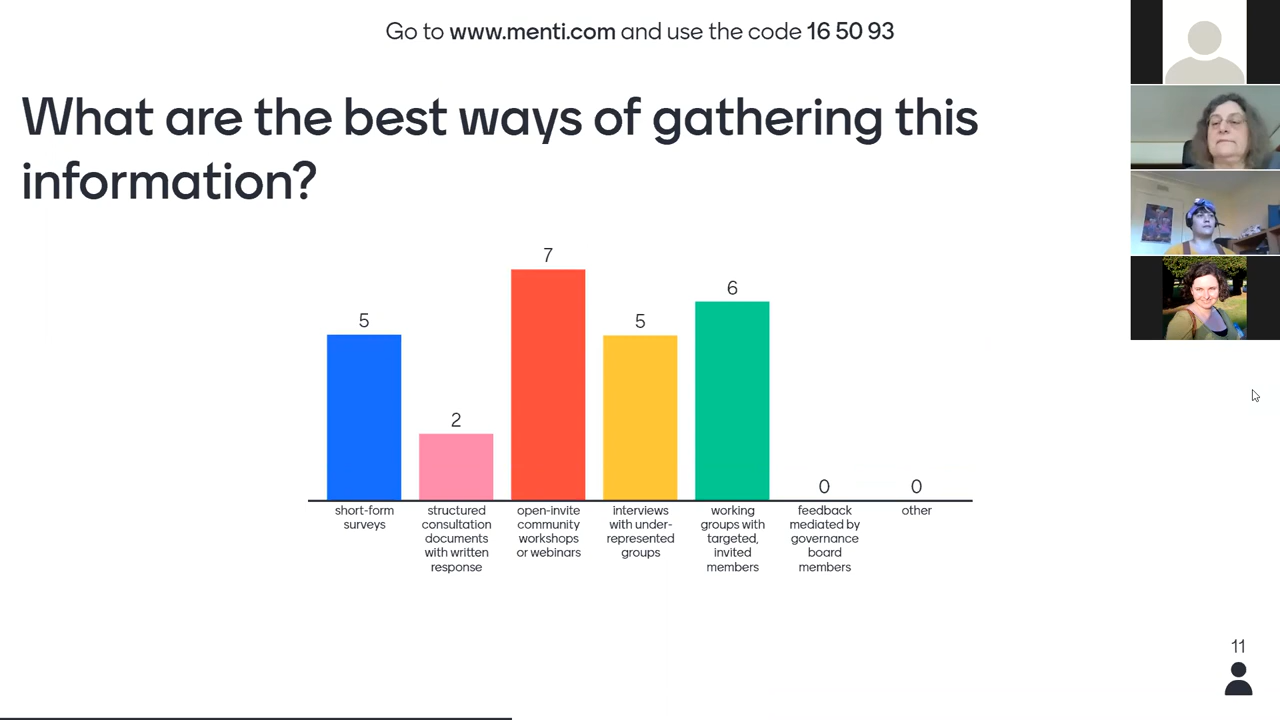 Go to www.menti.com and use the code 16 50 93
What are the best ways of gathering this
information?
5
2
7
5
6
0
0
short-form
surveys
structured
consultation
documents
with written
response
open-invite
community
workshops
or webinars
interviews
with under-
represented
groups
working
groups with
targeted,
invited
members
feedback
mediated by
governance
board
members
other
11